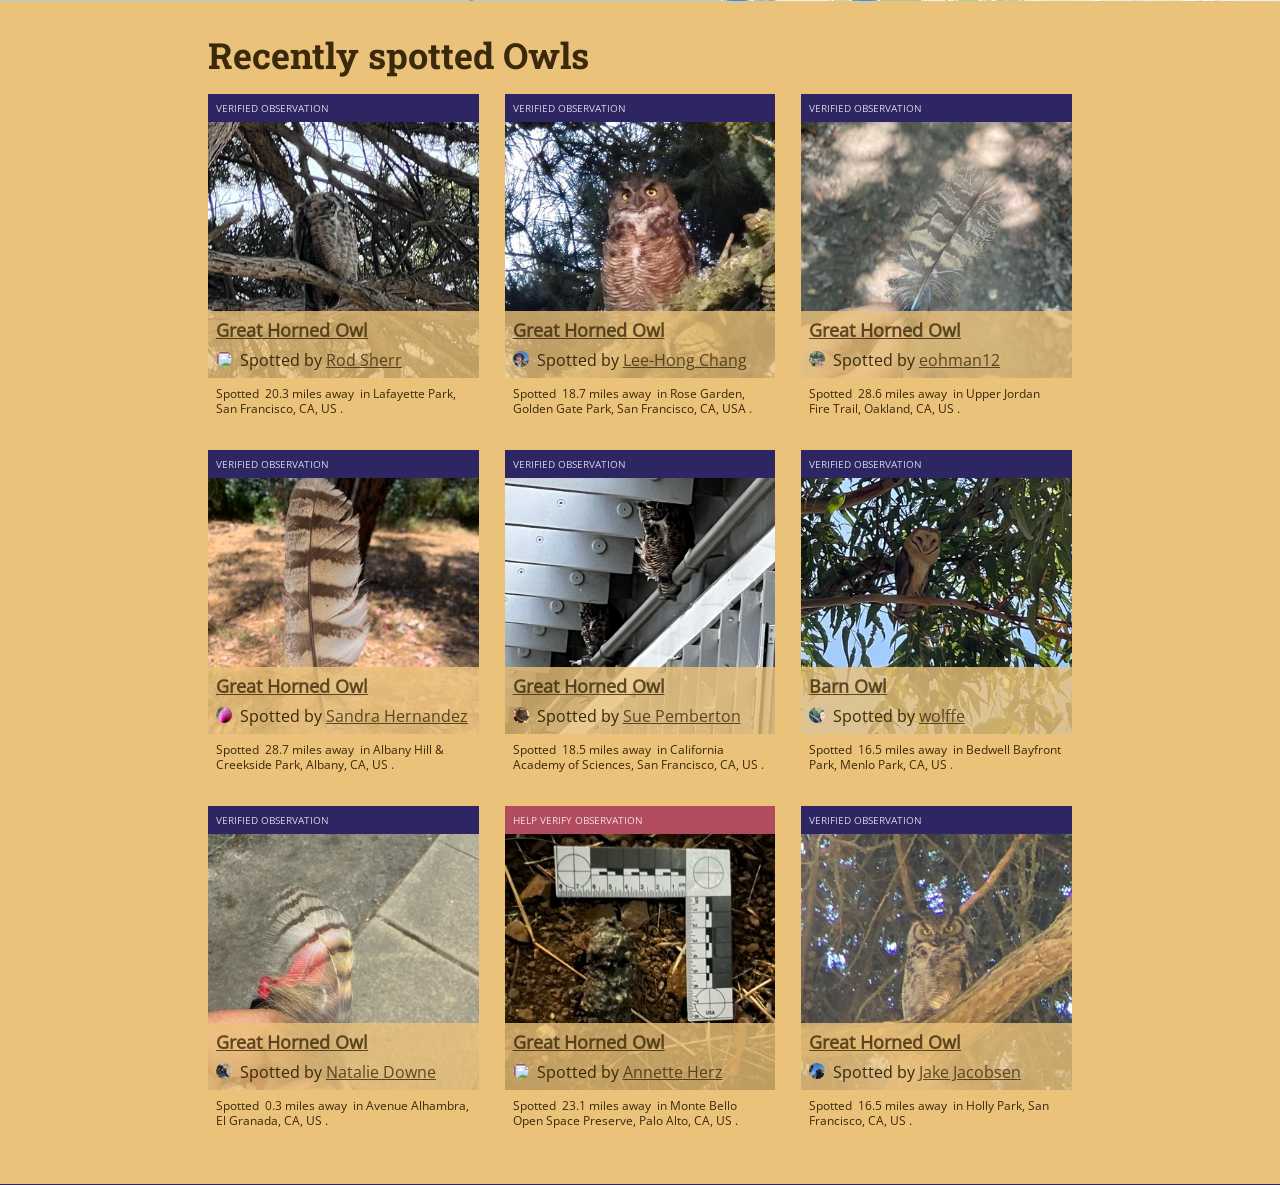 Recently spotted Owls
VERIFIED OBSERVATION
Great Horned Owl
Spotted by Rod Sherr
Spotted 20.3 miles away in Lafayette Park,
San Francisco, CA, US .
VERIFIED OBSERVATION
Great Horned Owl
Spotted by Lee-Hong Chang
Spotted 18.7 miles away in Rose Garden,
Golden Gate Park, San Francisco, CA, USA .
VERIFIED OBSERVATION
Great Horned Owl
Spotted by eohman12
Spotted 28.6 miles away in Upper Jordan
Fire Trail, Oakland, CA, US .
VERIFIED OBSERVATION
Great Horned Owl
Spotted by Sandra Hernandez
Spotted 28.7 miles away in Albany Hill &
Creekside Park, Albany, CA, US .
VERIFIED OBSERVATION
Great Horned Owl
Spotted by Sue Pemberton
Spotted 18.5 miles away in California
Academy of Sciences, San Francisco, CA, US .
VERIFIED OBSERVATION
Barn Owl
Spotted by wolffe
Spotted 16.5 miles away in Bedwell Bayfront
Park, Menlo Park, CA, US .
VERIFIED OBSERVATION
Great Horned Owl
Spotted by Natalie Downe
Spotted 0.3 miles away in Avenue Alhambra,
El Granada, CA, US .
HELP VERIFY OBSERVATION
Great Horned Owl
Spotted by Annette Herz
Spotted 23.1 miles away in Monte Bello
Open Space Preserve, Palo Alto, CA, US .
VERIFIED OBSERVATION
Great Horned Owl
Spotted by Jake Jacobsen
Spotted 16.5 miles away in Holly Park, San
Francisco, CA, US .